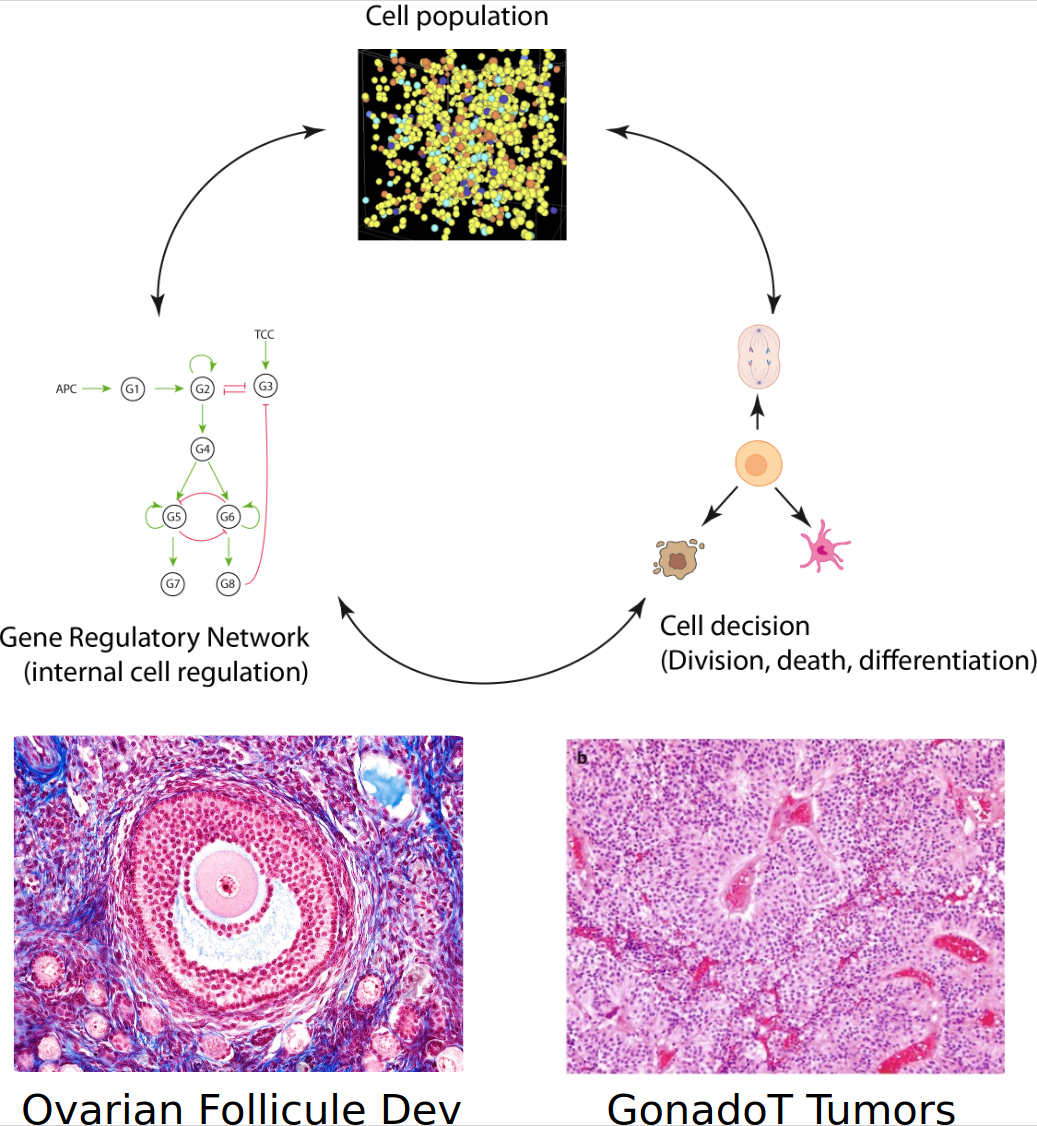 Cell population
TCC
APC
G1
G2
G3
G4
G5
G6
G7
G8
Gene Regulatory Network
(internal cell regulation)
Cell decision
(Division, death, differentiation)
b
Ovarian Follicule Dev
GonadoT Tumors